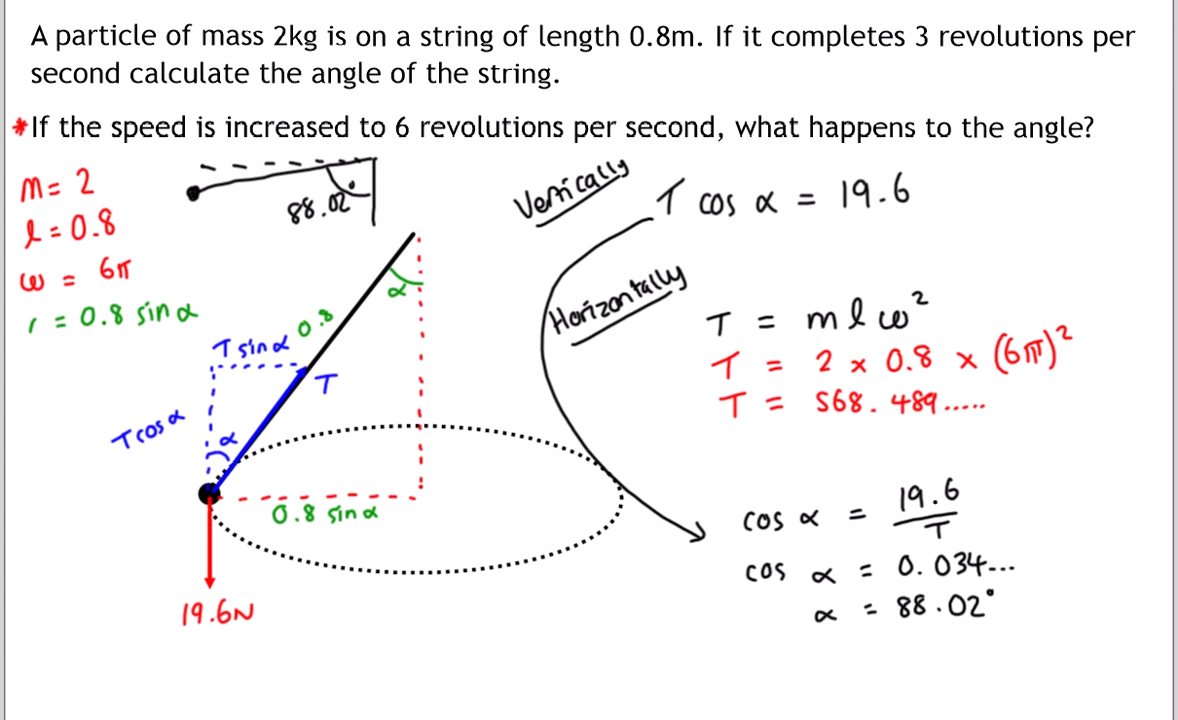 A particle of mass 2kg is on a string of length 0.8m. If it completes 3 revolutions per
second calculate the angle of the string.
*If the speed is increased to 6 revolutions per second, what happens to the angle?
m = 2
l = 0.8
ω = 6π
r = 0.8 sin α
88.02°
T sin α
0.8
α
T
T cos α
α
0.8 sin α
19.6N
Vertically
T cos α = 19.6
Horizontally
T = m l ω²
T = 2 x 0.8 x (6π)²
T = 568.489.....
cos α = 19.6/T
cos α = 0.034...
α = 88.02°